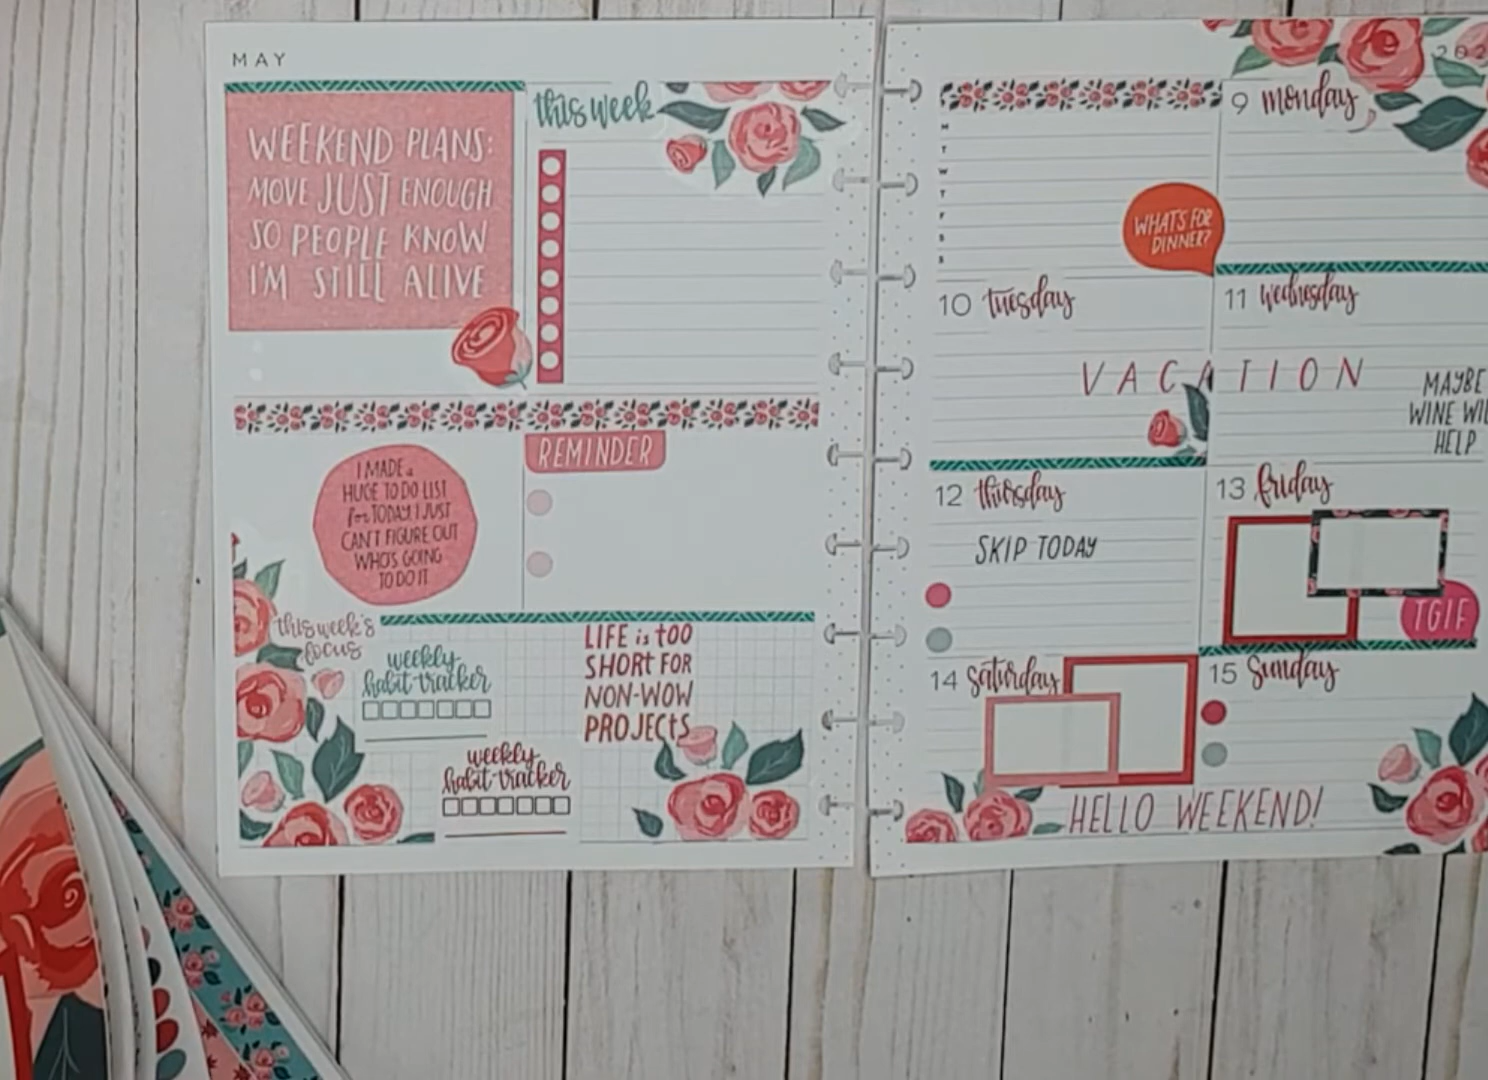 MAY
WEEKEND PLANS:
MOVE JUST ENOUGH
SO PEOPLE KNOW
I'M STILL ALIVE
this week
I MADE a
HUGE TO DO LIST
for TODAY. I JUST
CAN'T FIGURE OUT
WHO'S GOING
TO DO IT
REMINDER
this week's
focus
weekly
habit tracker
weekly
habit tracker
LIFE is too
SHORT FOR
NON-WOW
PROJECTS
202
M
T
W
T
F
S
S
WHAT'S FOR
DINNER?
9 monday
10 tuesday
11 wednesday
VACATION
MAYBE
WINE WIL
HELP
12 thursday
SKIP TODAY
13 friday
TGIF
14 Saturday
15 Sunday
HELLO WEEKEND!